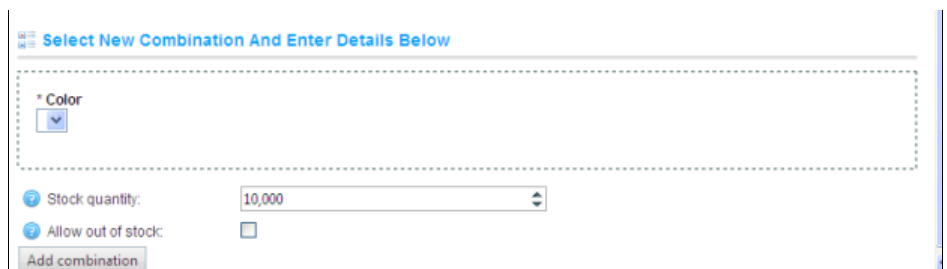 Select New Combination And Enter Details Below
* Color
Stock quantity: 10,000
Allow out of stock:
Add combination